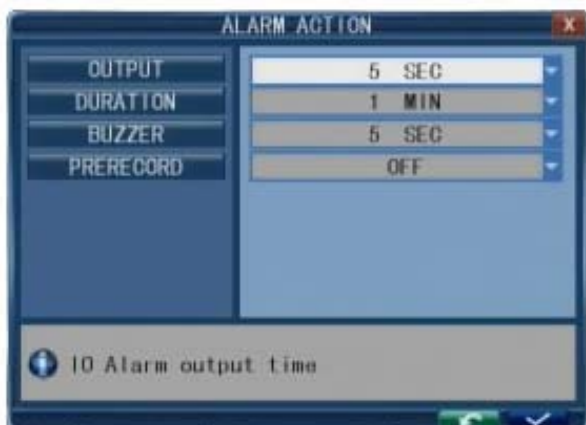 ALARM ACTION
X
OUTPUT 5 SEC
DURATION 1 MIN
BUZZER 5 SEC
PRERECORD OFF
IO Alarm output time